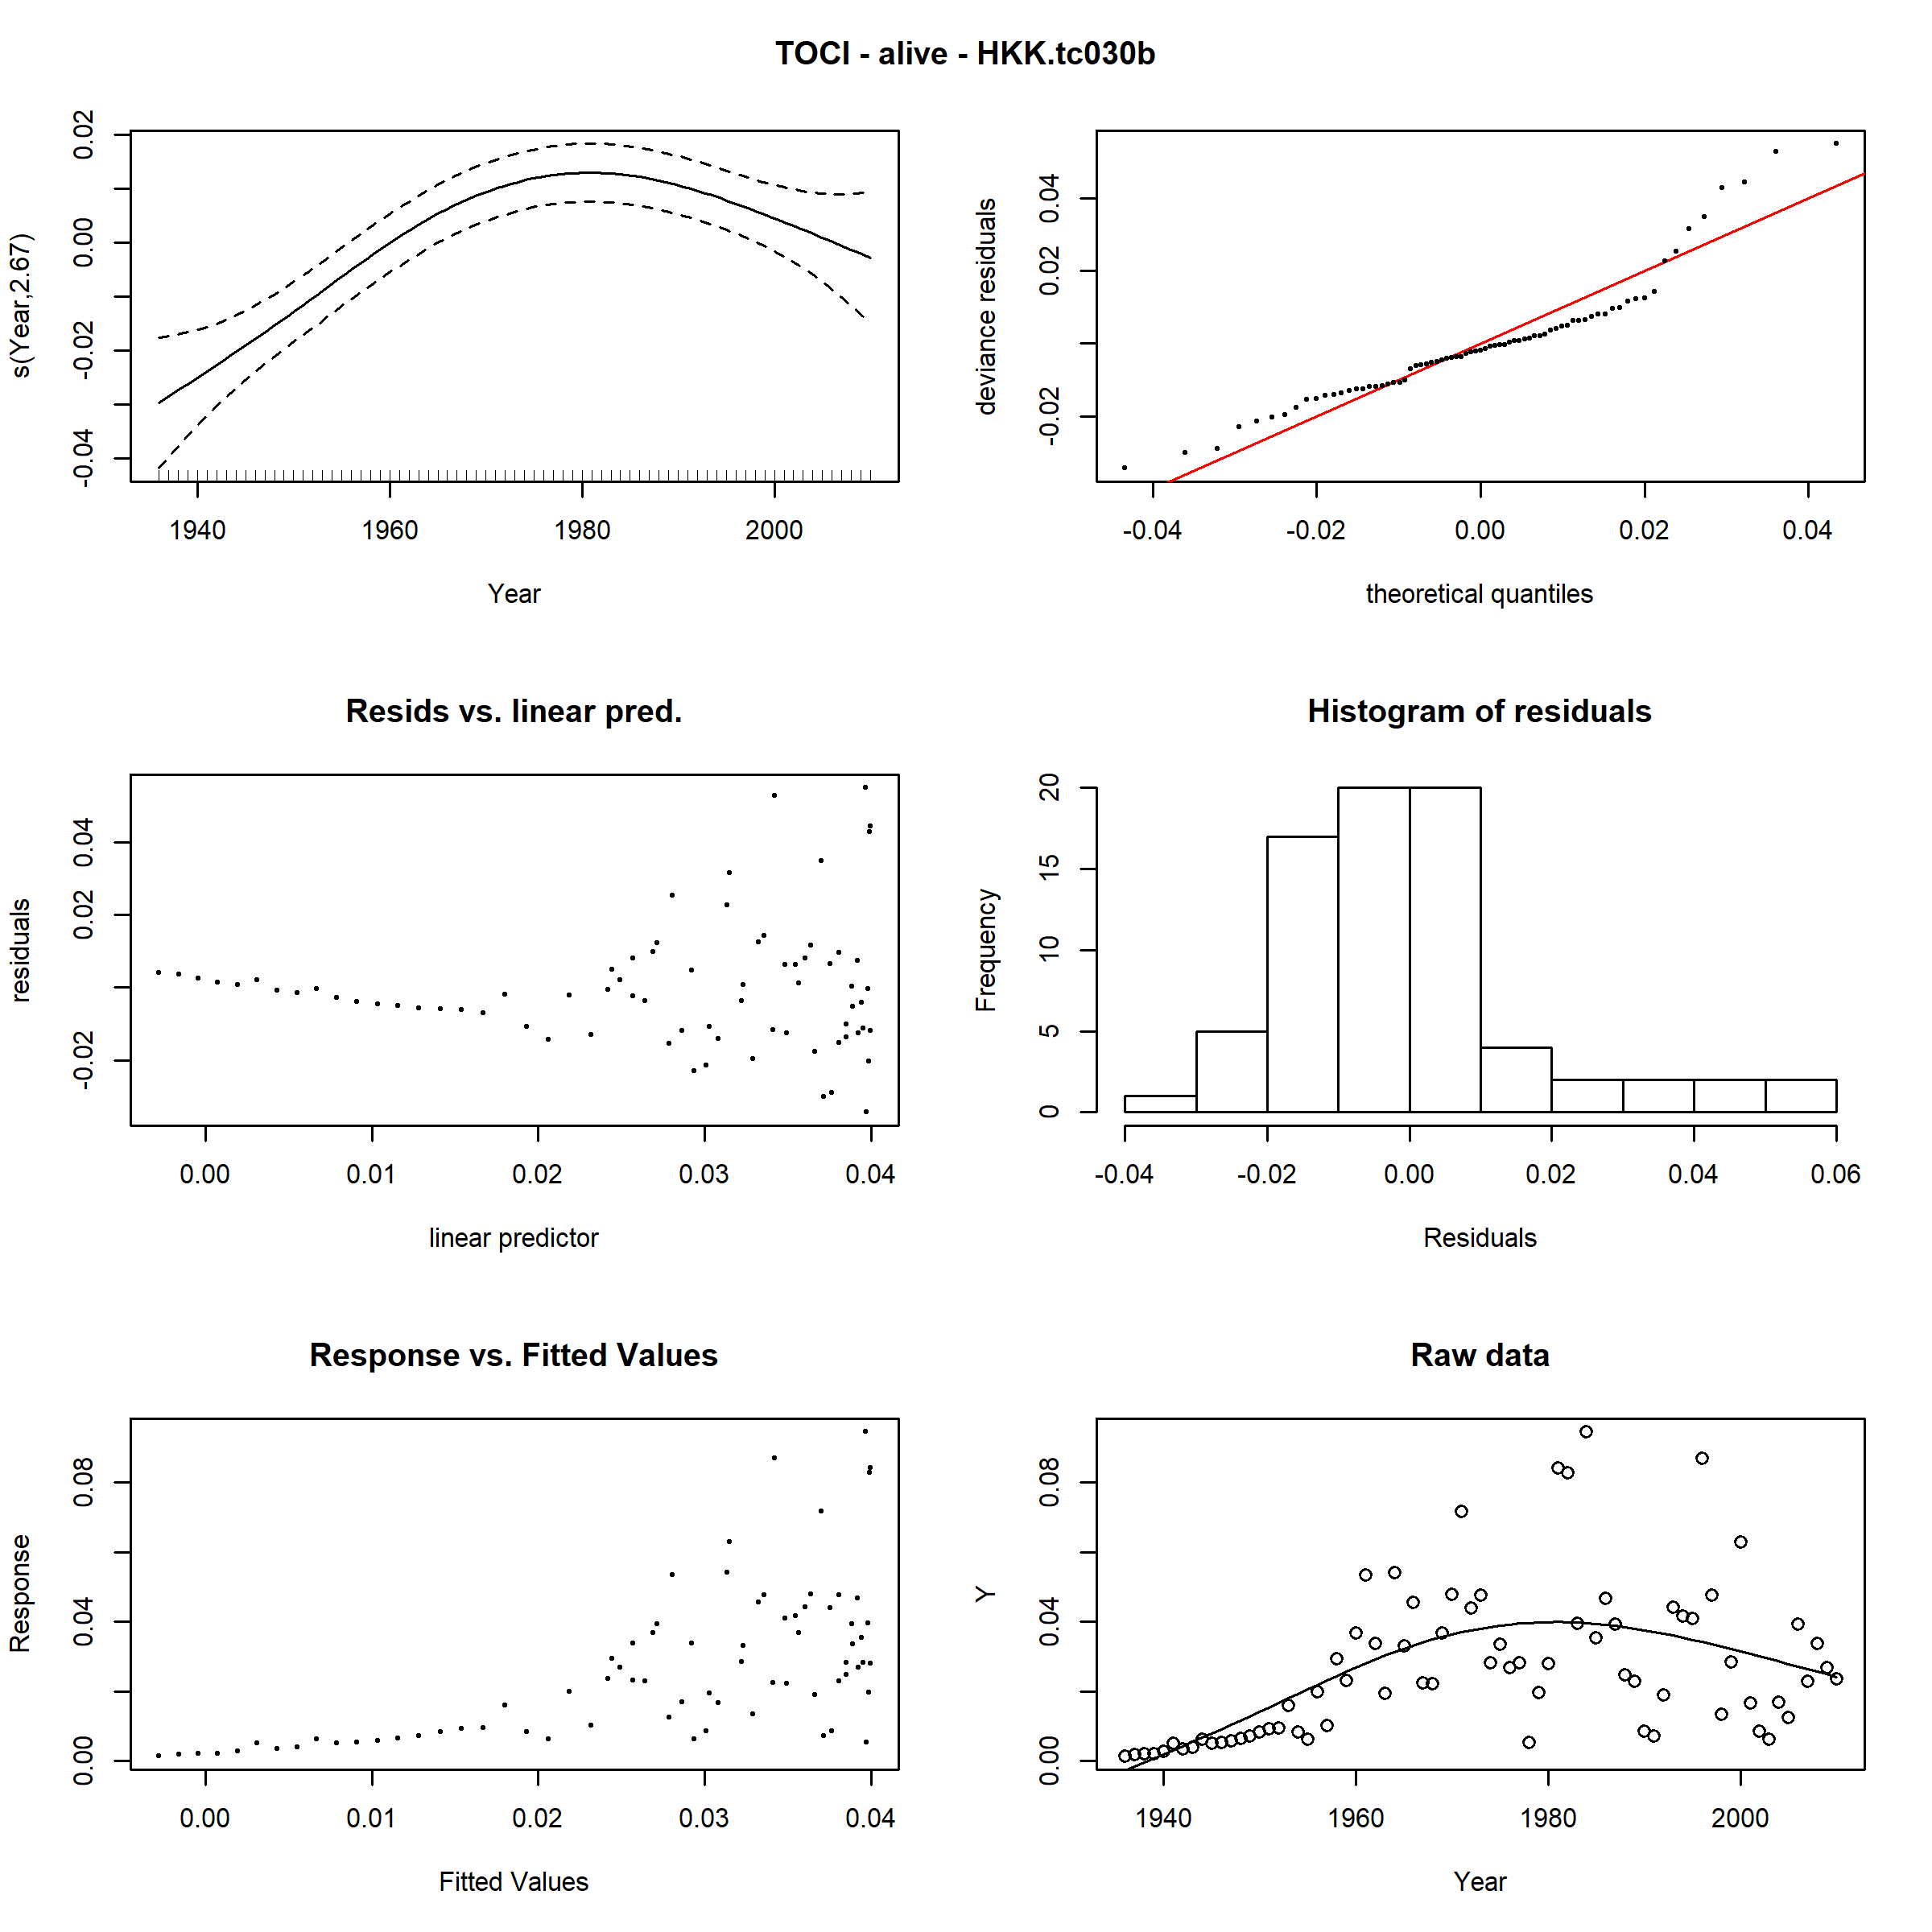 TOCI - alive - HKK.tc030b
s(Year,2.67)
-0.04 -0.02 0.00 0.02
1940 1960 1980 2000
Year
deviance residuals
-0.02 0.02 0.04
-0.04 -0.02 0.00 0.02 0.04
theoretical quantiles
Resids vs. linear pred.
residuals
-0.02 0.02 0.04
0.00 0.01 0.02 0.03 0.04
linear predictor
Histogram of residuals
Frequency
0 5 10 15 20
-0.04 -0.02 0.00 0.02 0.04 0.06
Residuals
Response vs. Fitted Values
Response
0.00 0.04 0.08
0.00 0.01 0.02 0.03 0.04
Fitted Values
Raw data
Y
0.00 0.04 0.08
1940 1960 1980 2000
Year